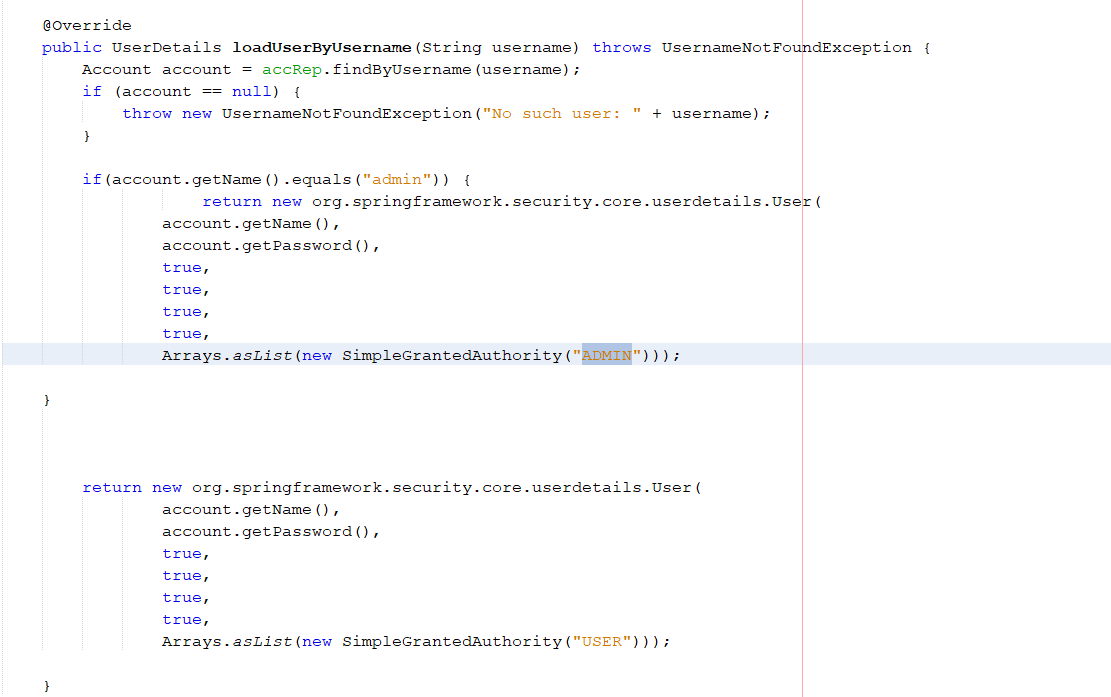 @Override
public UserDetails loadUserByUsername(String username) throws UsernameNotFoundException {
    Account account = accRep.findByUsername(username);
    if (account == null) {
        throw new UsernameNotFoundException("No such user: " + username);
    }

    if(account.getName().equals("admin")) {
                return new org.springframework.security.core.userdetails.User(
            account.getName(),
            account.getPassword(),
            true,
            true,
            true,
            true,
            Arrays.asList(new SimpleGrantedAuthority("ADMIN")));

}

    return new org.springframework.security.core.userdetails.User(
            account.getName(),
            account.getPassword(),
            true,
            true,
            true,
            true,
            Arrays.asList(new SimpleGrantedAuthority("USER")));

}